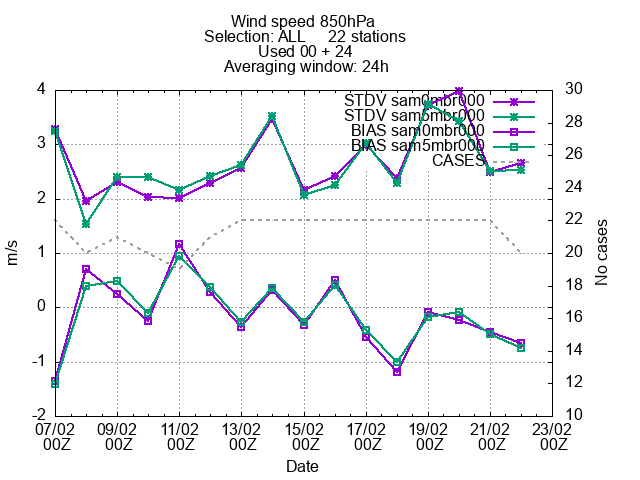 Wind speed 850hPa
Selection: ALL     22 stations
Used 00 + 24
Averaging window: 24h
4
3
2
1
0
-1
-2
m/s
30
28
26
24
22
20
18
16
14
12
10
No cases
STDV sam0mbr000
STDV sam5mbr000
BIAS sam0mbr000
BIAS sam5mbr000
CASES
07/02 09/02 11/02 13/02 15/02 17/02 19/02 21/02 23/02
00Z 00Z 00Z 00Z 00Z 00Z 00Z 00Z 00Z
Date